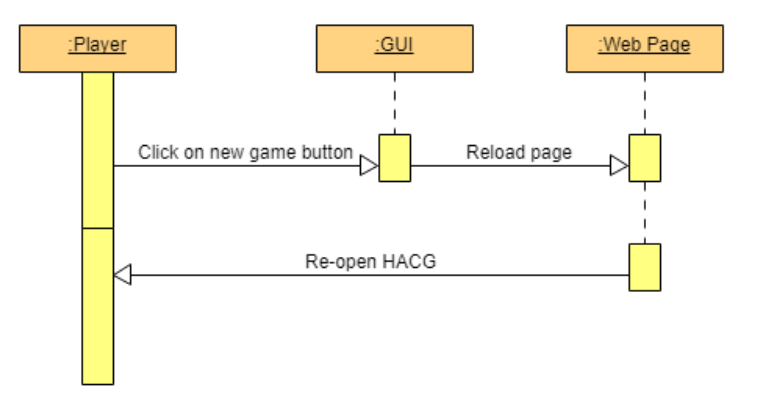 :Player
:GUI
:Web Page
Click on new game button
Reload page
Re-open HACG